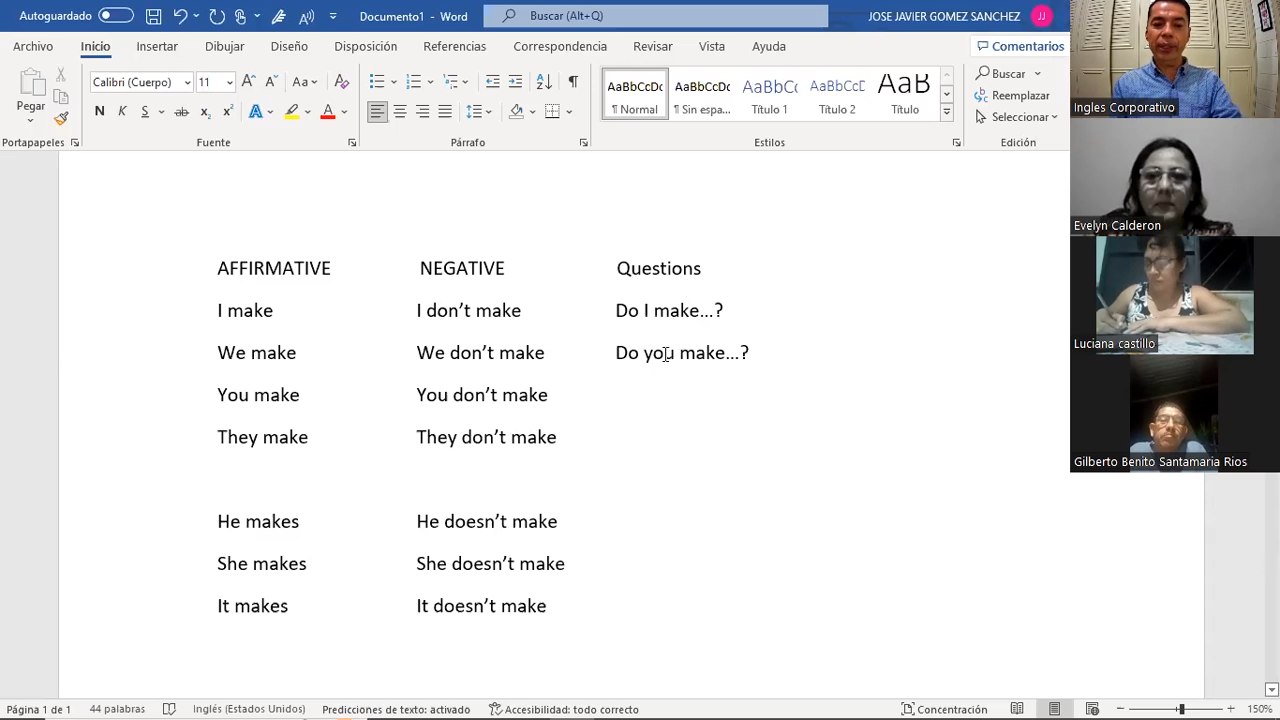 Autoguardado
Documento1 - Word
Buscar (Alt+Q)
JOSE JAVIER GOMEZ SANCHEZ
JJ
Archivo Inicio Insertar Dibujar Diseño Disposición Referencias Correspondencia Revisar Vista Ayuda
Comentarios
Pegar
Calibri (Cuerpo) 11
AaBbCcDc AaBbCcDc AaBbCc AaBbCcD AaB
¶ Normal ¶ Sin espa... Título 1 Título 2 Título
Buscar
Reemplazar
Seleccionar
Portapapeles Fuente Párrafo Estilos Edición
AFFIRMATIVE NEGATIVE Questions
I make I don’t make Do I make…?
We make We don’t make Do you make…?
You make You don’t make
They make They don’t make
He makes He doesn’t make
She makes She doesn’t make
It makes It doesn’t make
Ingles Corporativo
Evelyn Calderon
Luciana castillo
Gilberto Benito Santamaria Rios
Página 1 de 1 44 palabras Inglés (Estados Unidos) Predicciones de texto: activado Accesibilidad: todo correcto Concentración 150%